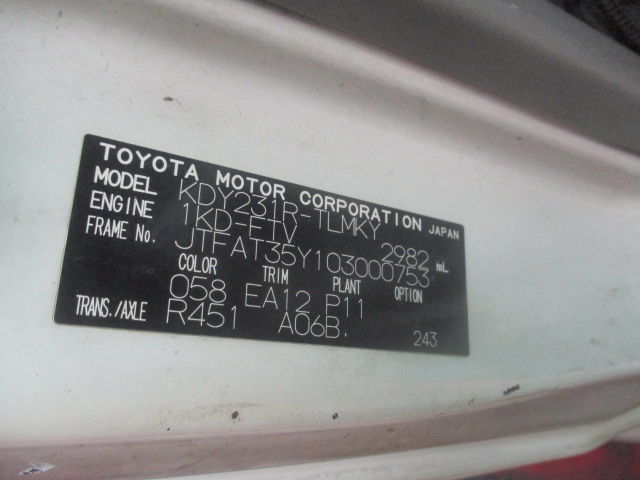 TOYOTA MOTOR CORPORATION JAPAN
MODEL KDY231R-TLMKY
ENGINE 1KD-FTV 2982 mL
FRAME No. JTFAT35Y103000753
COLOR TRIM PLANT OPTION
058 EA12 P11
TRANS./AXLE R451 A06B.
243